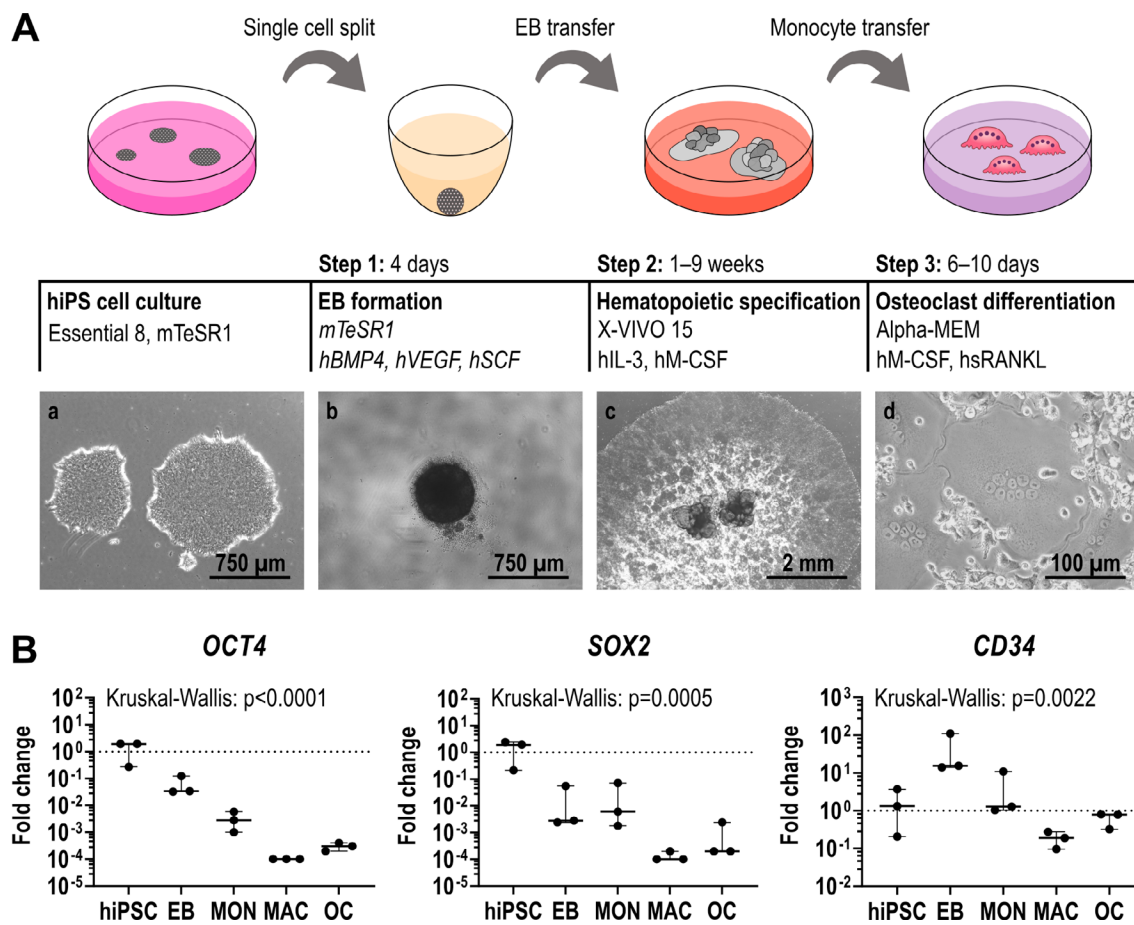 A
Single cell split
EB transfer
Monocyte transfer
Step 1: 4 days
Step 2: 1–9 weeks
Step 3: 6–10 days
hiPS cell culture
Essential 8, mTeSR1
EB formation
mTeSR1
hBMP4, hVEGF, hSCF
Hematopoietic specification
X-VIVO 15
hIL-3, hM-CSF
Osteoclast differentiation
Alpha-MEM
hM-CSF, hsRANKL
a
750 µm
b
750 µm
c
2 mm
d
100 µm
B
OCT4
Kruskal-Wallis: p<0.0001
Fold change
10²
10¹
10⁰
10⁻¹
10⁻²
10⁻³
10⁻⁴
10⁻⁵
hiPSC EB MON MAC OC
SOX2
Kruskal-Wallis: p=0.0005
Fold change
10²
10¹
10⁰
10⁻¹
10⁻²
10⁻³
10⁻⁴
10⁻⁵
hiPSC EB MON MAC OC
CD34
Kruskal-Wallis: p=0.0022
Fold change
10³
10²
10¹
10⁰
10⁻¹
10⁻²
hiPSC EB MON MAC OC